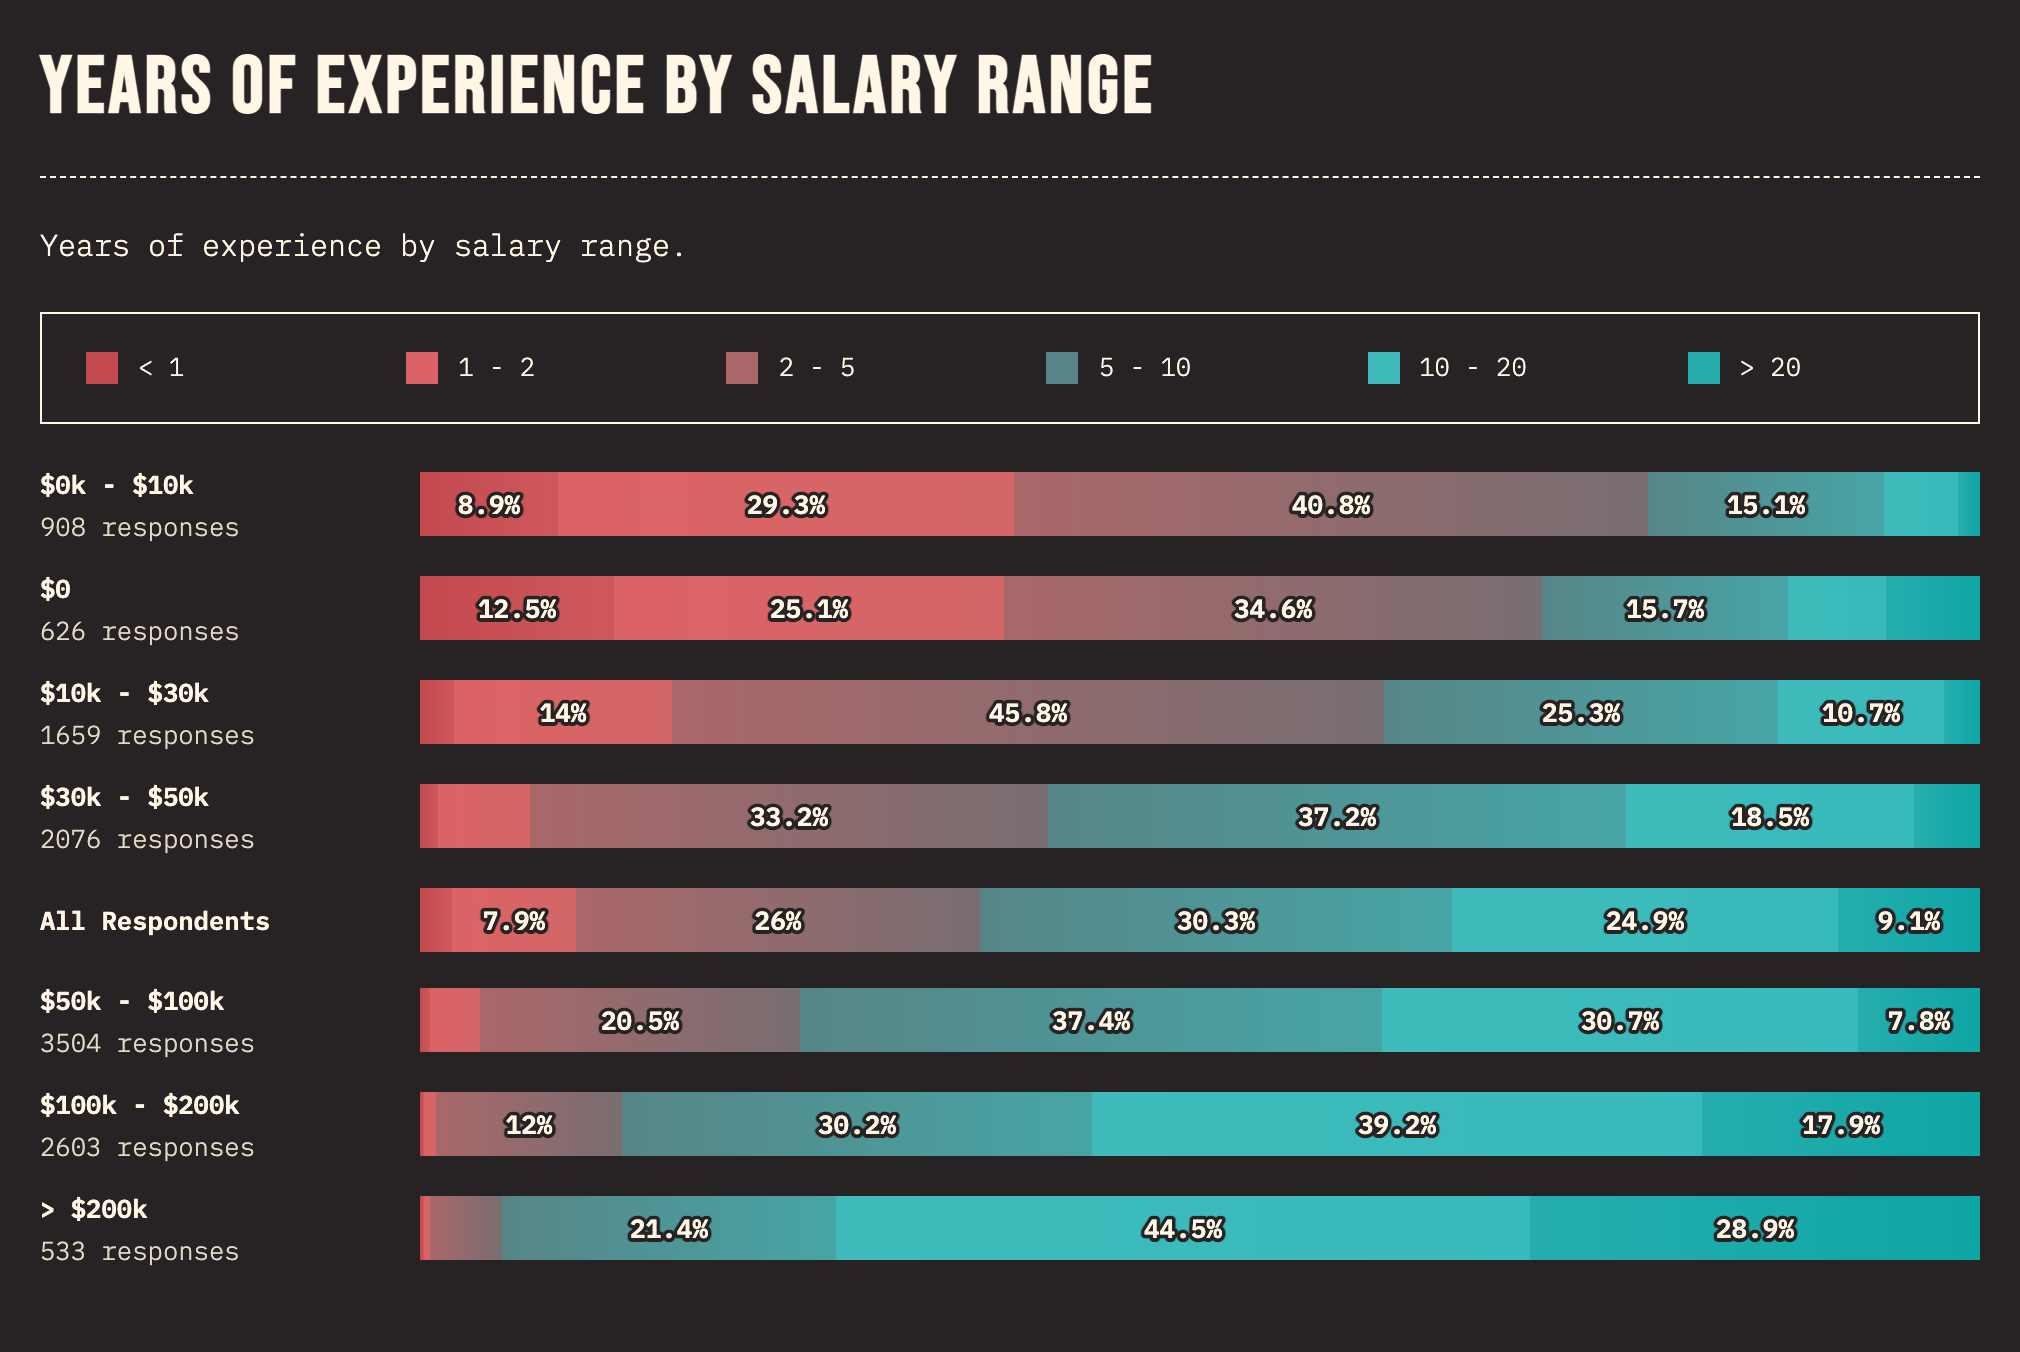 YEARS OF EXPERIENCE BY SALARY RANGE
Years of experience by salary range.
< 1 1 - 2 2 - 5 5 - 10 10 - 20 > 20
$0k - $10k
908 responses
8.9% 29.3% 40.8% 15.1%
$0
626 responses
12.5% 25.1% 34.6% 15.7%
$10k - $30k
1659 responses
14% 45.8% 25.3% 10.7%
$30k - $50k
2076 responses
33.2% 37.2% 18.5%
All Respondents
7.9% 26% 30.3% 24.9% 9.1%
$50k - $100k
3504 responses
20.5% 37.4% 30.7% 7.8%
$100k - $200k
2603 responses
12% 30.2% 39.2% 17.9%
> $200k
533 responses
21.4% 44.5% 28.9%